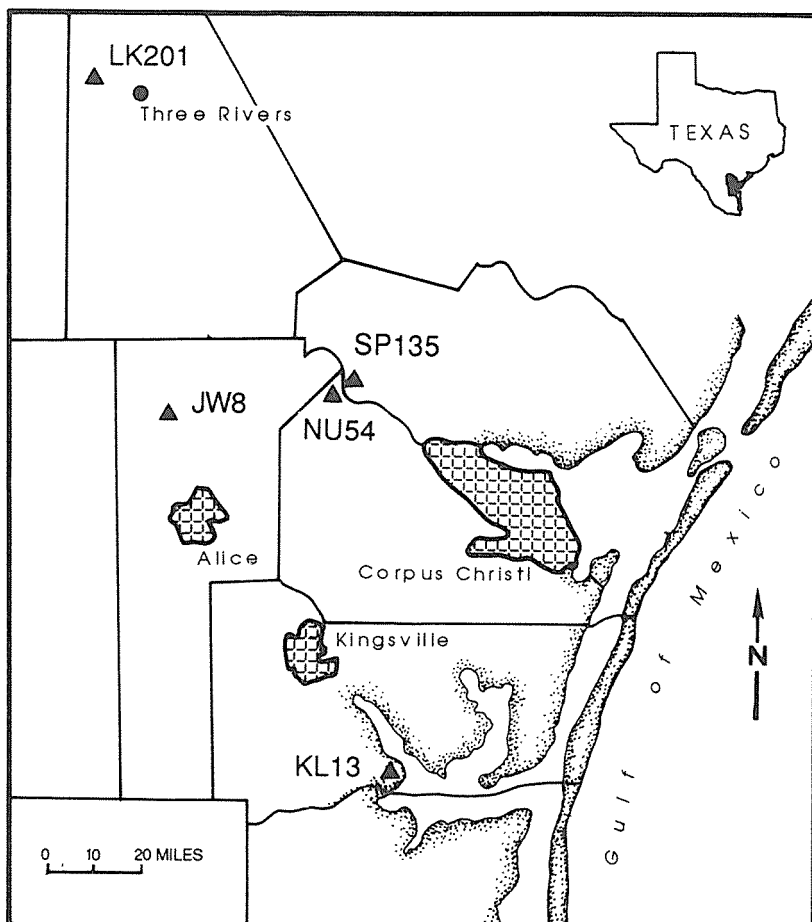 LK201
Three Rivers
TEXAS
SP135
JW8
NU54
Alice
Corpus Christi
Kingsville
KL13
Gulf of Mexico
N
0 10 20 MILES